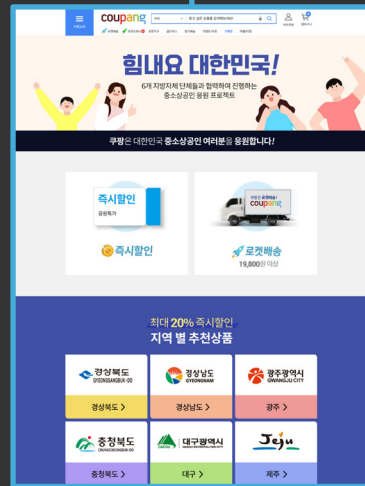 coupang
힘내요 대한민국!
6개 지방자치 단체들과 협력하여 진행하는
중소상공인 응원 프로젝트
쿠팡은 대한민국 중소상공인 여러분을 응원합니다!
즉시할인
응원특가
즉시할인
coupang
로켓배송
19,800원 이상
최대 20% 즉시할인
지역 별 추천상품
경상북도
GYEONGSANGBUK-DO
경상남도
GYEONGNAM
광주광역시
GWANGJU CITY
경상북도 >
경상남도 >
광주 >
충청북도
CHUNGCHEONGBUK-DO
대구광역시
Jeju
충청북도 >
대구 >
제주 >